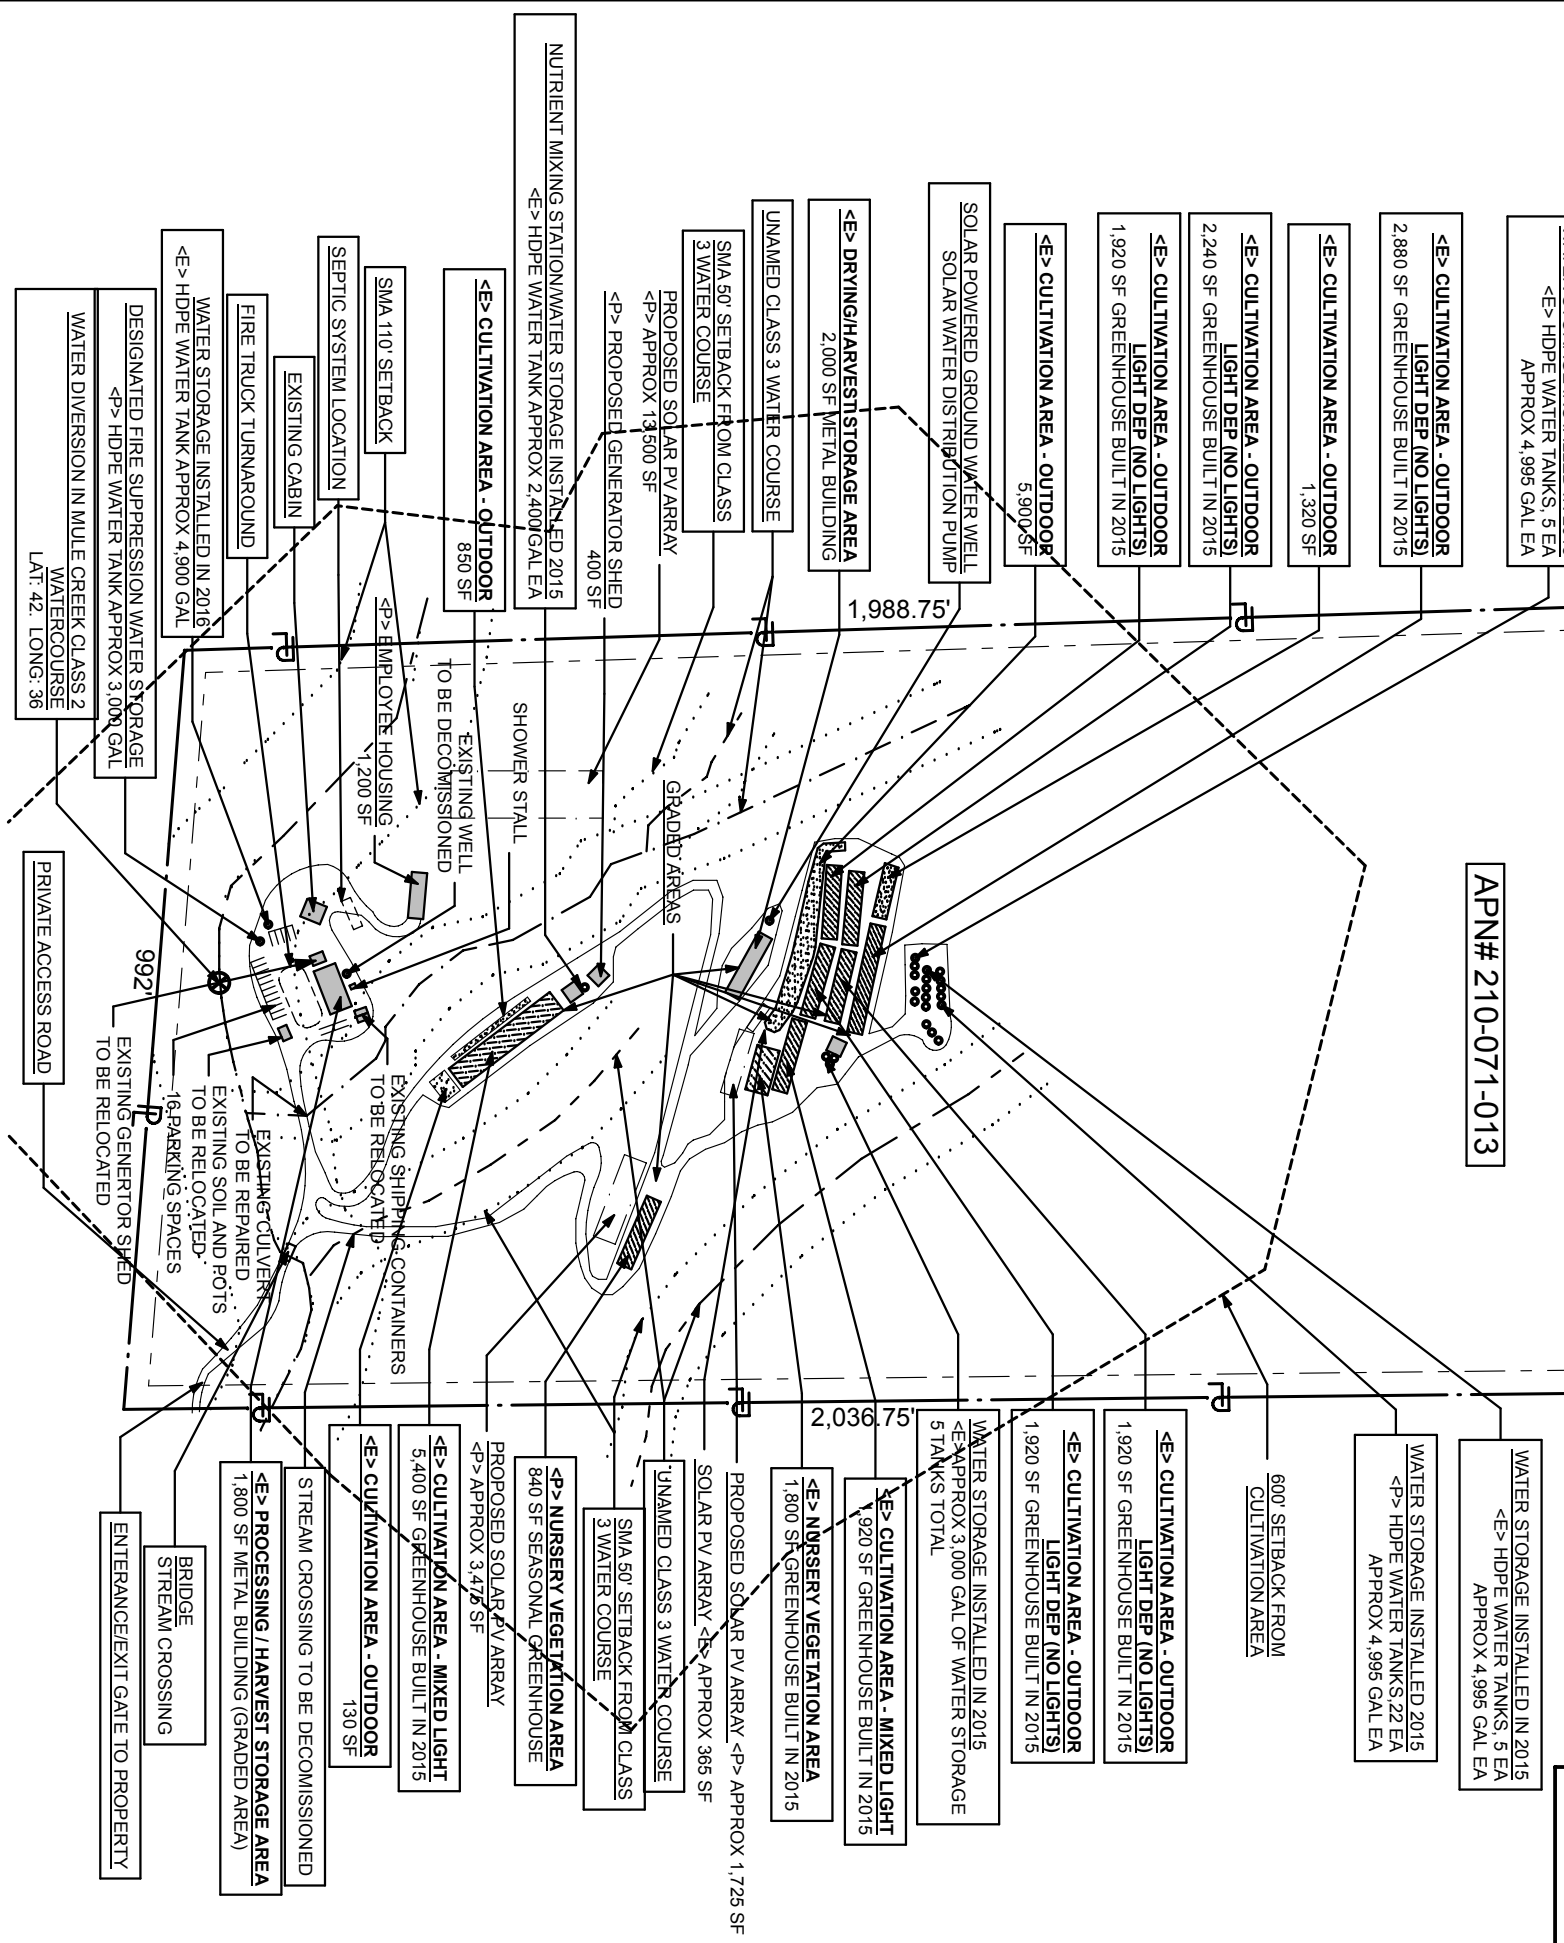 <E> HDPE WATER TANKS, 5 EA
APPROX 4,995 GAL EA
<E> CULTIVATION AREA - OUTDOOR
LIGHT DEP (NO LIGHTS)
2,880 SF GREENHOUSE BUILT IN 2015
<E> CULTIVATION AREA - OUTDOOR
1,320 SF
<E> CULTIVATION AREA - OUTDOOR
LIGHT DEP (NO LIGHTS)
2,240 SF GREENHOUSE BUILT IN 2015
<E> CULTIVATION AREA - OUTDOOR
LIGHT DEP (NO LIGHTS)
1,920 SF GREENHOUSE BUILT IN 2015
<E> CULTIVATION AREA - OUTDOOR
5,900 SF
SOLAR POWERED GROUND WATER WELL
SOLAR WATER DISTRIBUTION PUMP
<E> DRYING/HARVEST STORAGE AREA
2,000 SF METAL BUILDING
UNAMED CLASS 3 WATER COURSE
SMA 50' SETBACK FROM CLASS
3 WATER COURSE
PROPOSED SOLAR PV ARRAY
<P> APPROX 13,500 SF
<P> PROPOSED GENERATOR SHED
400 SF
NUTRIENT MIXING STATION/WATER STORAGE INSTALLED 2015
<E> HDPE WATER TANK APPROX 2,400GAL EA
<E> CULTIVATION AREA - OUTDOOR
850 SF
SMA 110' SETBACK
SEPTIC SYSTEM LOCATION
EXISTING CABIN
FIRE TRUCK TURNAROUND
WATER STORAGE INSTALLED IN 2016
<E> HDPE WATER TANK APPROX 4,900 GAL
DESIGNATED FIRE SUPPRESSION WATER STORAGE
<P> HDPE WATER TANK APPROX 3,000 GAL
WATER DIVERSION IN MULE CREEK CLASS 2
WATERCOURSE
LAT: 42. LONG: 36
1,988.75'
APN# 210-071-013
GRADED AREAS
SHOWER STALL
EXISTING WELL
TO BE DECOMISSIONED
<P> EMPLOYEE HOUSING
1,200 SF
992'
PRIVATE ACCESS ROAD
EXISTING SHIPPING CONTAINERS
TO BE RELOCATED
EXISTING CULVERT
TO BE REPAIRED
EXISTING SOIL AND POTS
TO BE RELOCATED
16 PARKING SPACES
EXISTING GENERTOR SHED
TO BE RELOCATED
2,036.75'
WATER STORAGE INSTALLED IN 2015
<E> HDPE WATER TANKS, 5 EA
APPROX 4,995 GAL EA
WATER STORAGE INSTALLED 2015
<P> HDPE WATER TANKS,22 EA
APPROX 4,995 GAL EA
600' SETBACK FROM
CULTIVATION AREA
<E> CULTIVATION AREA - OUTDOOR
LIGHT DEP (NO LIGHTS)
1,920 SF GREENHOUSE BUILT IN 2015
<E> CULTIVATION AREA - OUTDOOR
LIGHT DEP (NO LIGHTS)
1,920 SF GREENHOUSE BUILT IN 2015
WATER STORAGE INSTALLED IN 2015
<E>APPROX 3,000 GAL OF WATER STORAGE
5 TANKS TOTAL
<E> CULTIVATION AREA - MIXED LIGHT
1,920 SF GREENHOUSE BUILT IN 2015
<E> NURSERY VEGETATION AREA
1,800 SF GREENHOUSE BUILT IN 2015
PROPOSED SOLAR PV ARRAY <P> APPROX 1,725 SF
SOLAR PV ARRAY <E> APPROX 365 SF
UNAMED CLASS 3 WATER COURSE
SMA 50' SETBACK FROM CLASS
3 WATER COURSE
<P> NURSERY VEGETATION AREA
840 SF SEASONAL GREENHOUSE
PROPOSED SOLAR PV ARRAY
<P> APPROX 3,475 SF
<E> CULTIVATION AREA - MIXED LIGHT
5,400 SF GREENHOUSE BUILT IN 2015
<E> CULTIVATION AREA - OUTDOOR
130 SF
STREAM CROSSING TO BE DECOMISSIONED
<E> PROCESSING / HARVEST STORAGE AREA
1,800 SF METAL BUILDING (GRADED AREA)
BRIDGE
STREAM CROSSING
ENTERANCE/EXIT GATE TO PROPERTY